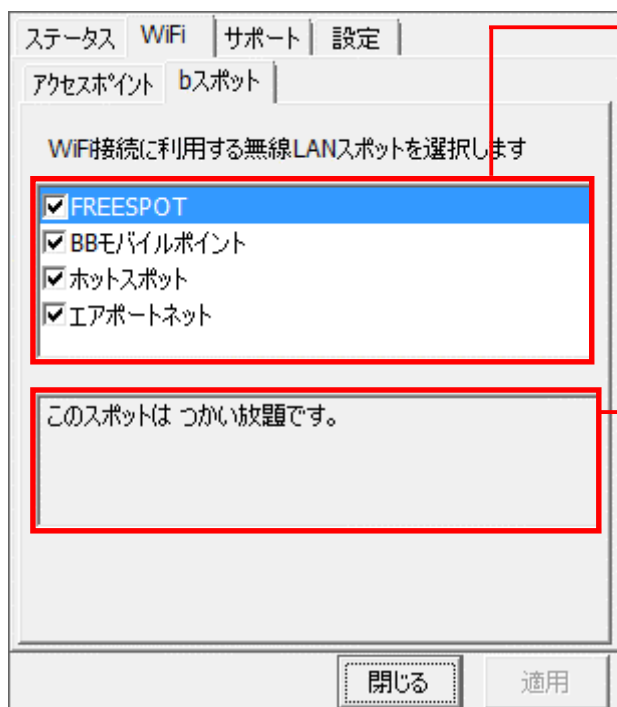 ステータス WiFi サポート 設定
アクセスポイント bスポット
WiFi接続に利用する無線LANスポットを選択します
FREESPOT
BBモバイルポイント
ホットスポット
エアポートネット
このスポットは つかい放題です。
閉じる 適用